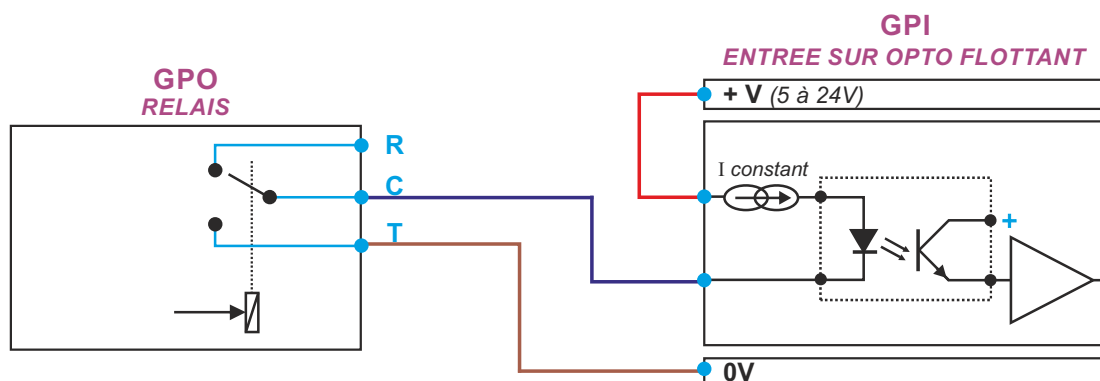 GPO
RELAIS
R
C
T
GPI
ENTREE SUR OPTO FLOTTANT
+ V (5 à 24V)
I constant
+
0V